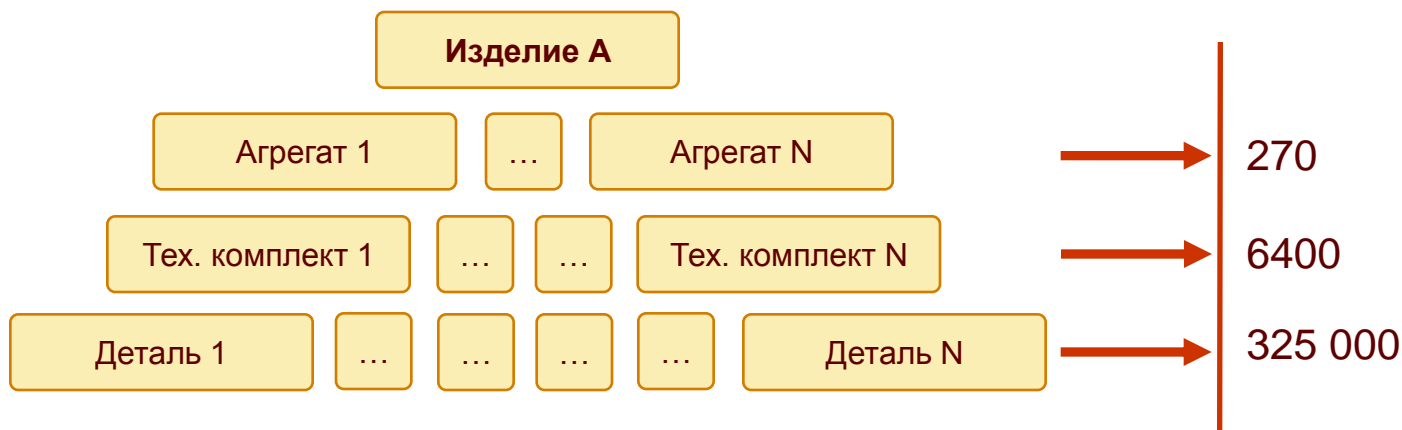 Изделие А
Агрегат 1 … Агрегат N 270
Тех. комплект 1 … … Тех. комплект N 6400
Деталь 1 … … … … Деталь N 325 000